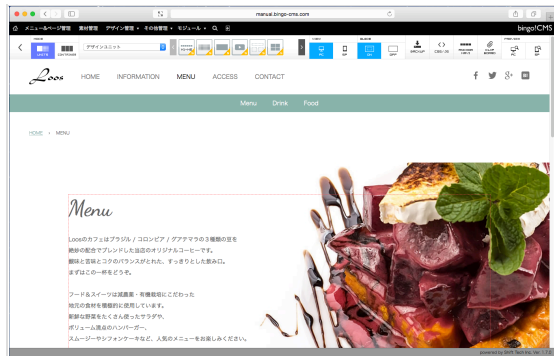 manual.bingo-cms.com
メニュー&ページ管理 素材管理 デザイン管理 その他管理 モジュール
bingo!CMS
デザインユニット
PC SP ON OFF
Loos HOME INFORMATION MENU ACCESS CONTACT
Menu Drink Food
HOME MENU
Menu
Loosのカフェはブラジル / コロンビア / グアテマラの３種類の豆を
絶妙の配合でブレンドした当店のオリジナルコーヒーです。
酸味と苦味とコクのバランスがとれた、すっきりとした飲み口。
まずはこの一杯をどうぞ。
フード&スイーツは減農薬・有機栽培にこだわった
地元の食材を積極的に使用しています。
新鮮な野菜をたくさん使ったサラダや、
ボリューム満点のハンバーガー、
スムージーやシフォンケーキなど、人気のメニューをお楽しみください。
powered by Shift Tech Inc. Ver. 1.7.0